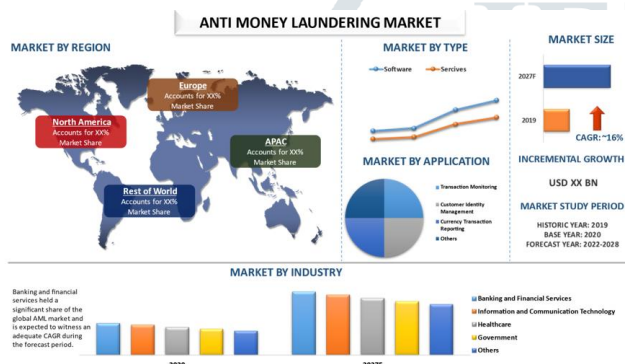 ANTI MONEY LAUNDERING MARKET
MARKET BY REGION
Europe
Accounts for XX%
Market Share
North America
Accounts for XX%
Market Share
APAC
Accounts for XX%
Market Share
Rest of World
Accounts for XX%
Market Share
MARKET BY TYPE
Software
Sercives
MARKET BY APPLICATION
Transaction Monitoring
Customer Identity
Management
Currency Transaction
Reporting
Others
MARKET SIZE
2027F
2019
CAGR: ~16%
INCREMENTAL GROWTH
USD XX BN
MARKET STUDY PERIOD
HISTORIC YEAR: 2019
BASE YEAR: 2020
FORECAST YEAR: 2022-2028
MARKET BY INDUSTRY
Banking and financial
services held a
significant share of the
global AML market and
is expected to witness an
adequate CAGR during
the forecast period.
Banking and Financial Services
Information and Communication Technology
Healthcare
Government
Others